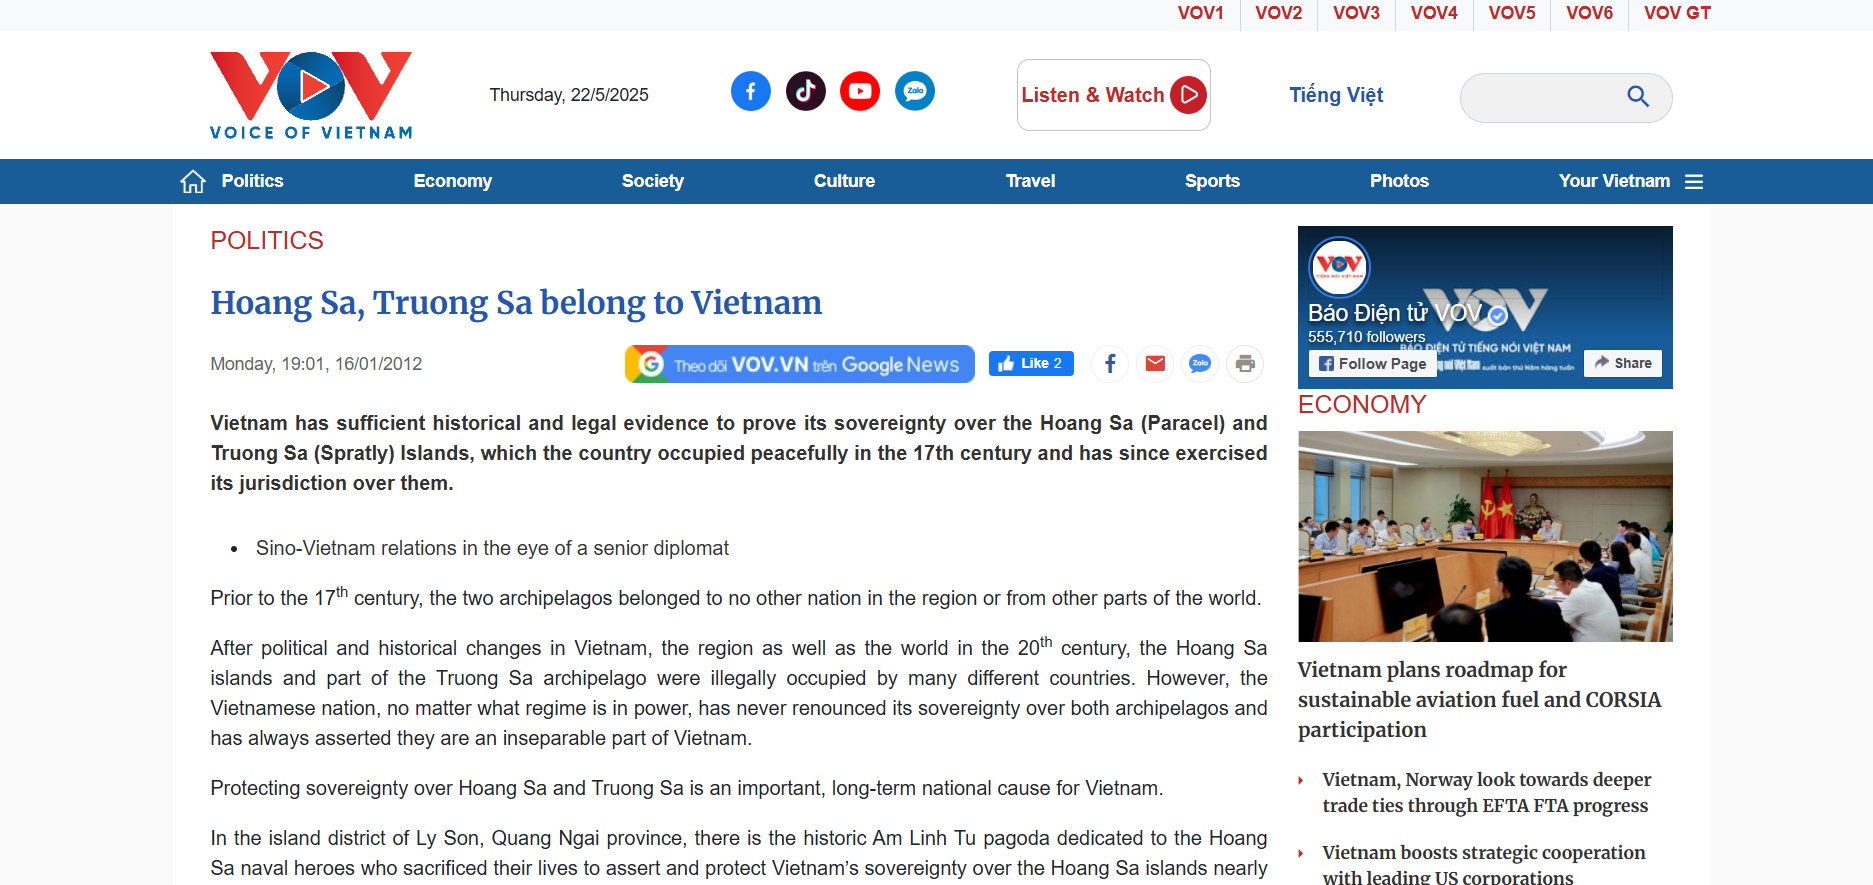 VOV1 VOV2 VOV3 VOV4 VOV5 VOV6 VOV GT
VOV
VOICE OF VIETNAM
Thursday, 22/5/2025
Zalo
Listen & Watch
Tiếng Việt
Politics Economy Society Culture Travel Sports Photos Your Vietnam
POLITICS
Hoang Sa, Truong Sa belong to Vietnam
Monday, 19:01, 16/01/2012
Theo dõi VOV.VN trên Google News
Like 2
Zalo
Vietnam has sufficient historical and legal evidence to prove its sovereignty over the Hoang Sa (Paracel) and
Truong Sa (Spratly) Islands, which the country occupied peacefully in the 17th century and has since exercised
its jurisdiction over them.
• Sino-Vietnam relations in the eye of a senior diplomat
Prior to the 17th century, the two archipelagos belonged to no other nation in the region or from other parts of the world.
After political and historical changes in Vietnam, the region as well as the world in the 20th century, the Hoang Sa
islands and part of the Truong Sa archipelago were illegally occupied by many different countries. However, the
Vietnamese nation, no matter what regime is in power, has never renounced its sovereignty over both archipelagos and
has always asserted they are an inseparable part of Vietnam.
Protecting sovereignty over Hoang Sa and Truong Sa is an important, long-term national cause for Vietnam.
In the island district of Ly Son, Quang Ngai province, there is the historic Am Linh Tu pagoda dedicated to the Hoang
Sa naval heroes who sacrificed their lives to assert and protect Vietnam's sovereignty over the Hoang Sa islands nearly
VOV
TIẾNG NÓI VIỆT NAM
VOV
Báo Điện tử VOV
555,710 followers
BÁO ĐIỆN TỬ TIẾNG NÓI VIỆT NAM
Follow Page
Share
ECONOMY
Vietnam plans roadmap for
sustainable aviation fuel and CORSIA
participation
Vietnam, Norway look towards deeper
trade ties through EFTA FTA progress
Vietnam boosts strategic cooperation
with leading US corporations